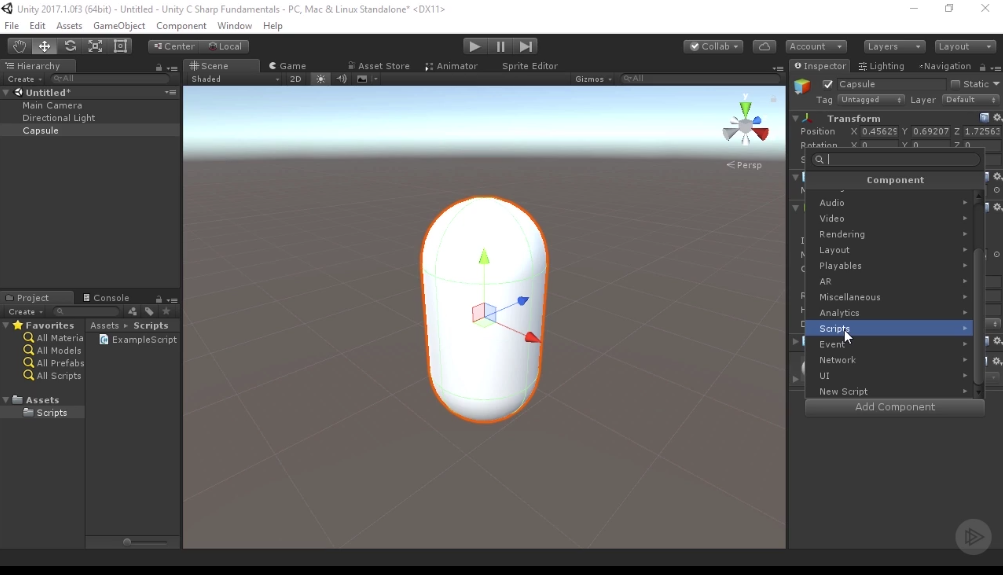 Unity 2017.1.0f3 (64bit) - Untitled - Unity C Sharp Fundamentals - PC, Mac & Linux Standalone* <DX11>
File Edit Assets GameObject Component Window Help
Center Local Collab Account Layers Layout
Hierarchy Scene Game Asset Store Animator Sprite Editor Inspector Lighting Navigation
Create All Shaded 2D Gizmos All Capsule Static
Untitled* Tag Untagged Layer Default
Main Camera
Directional Light Transform
Capsule Position X 0.45629 Y 0.69207 Z 1.72563
Rotation X 0 Y 0 Z 0
Persp
Component
Audio
Video
Rendering
Layout
Playables
AR
Miscellaneous
Analytics
Scripts
Event
Network
UI
New Script
Add Component
Project Console
Create
Favorites Assets Scripts
All Materia ExampleScript
All Models
All Prefabs
All Scripts
Assets
Scripts